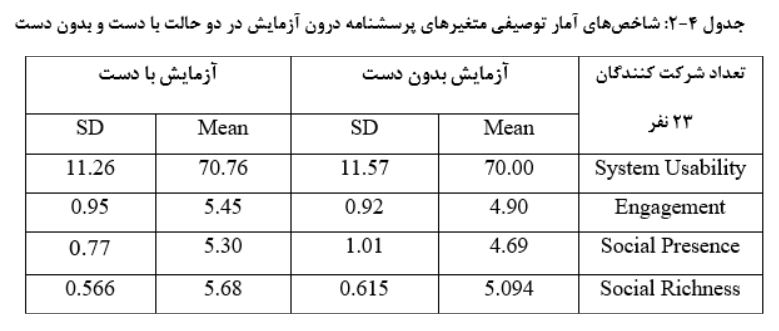 جدول ۴-۲: شاخص‌های آمار توصیفی متغیرهای پرسشنامه درون آزمایش در دو حالت با دست و بدون دست
تعداد شرکت کنندگان آزمایش بدون دست آزمایش با دست
۲۳ نفر Mean SD Mean SD
System Usability 70.00 11.57 70.76 11.26
Engagement 4.90 0.92 5.45 0.95
Social Presence 4.69 1.01 5.30 0.77
Social Richness 5.094 0.615 5.68 0.566